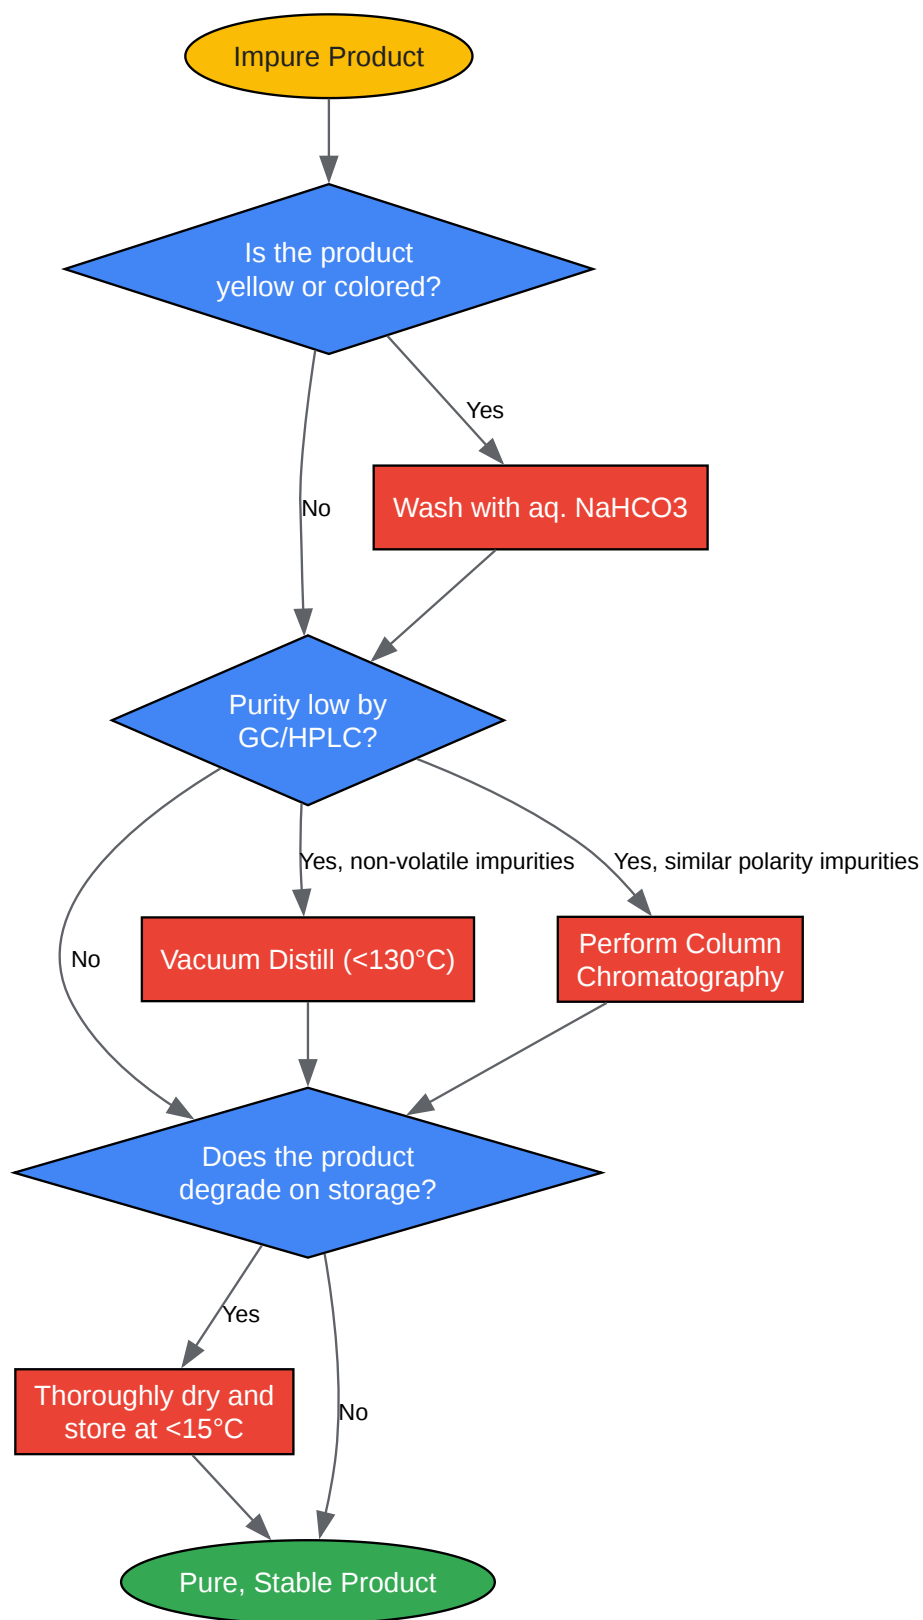 Impure Product
Is the product
yellow or colored?
Yes
No
Wash with aq. NaHCO3
Purity low by
GC/HPLC?
Yes, non-volatile impurities
Yes, similar polarity impurities
No
Vacuum Distill (<130°C)
Perform Column
Chromatography
Does the product
degrade on storage?
Yes
Thoroughly dry and
store at <15°C
No
Pure, Stable Product